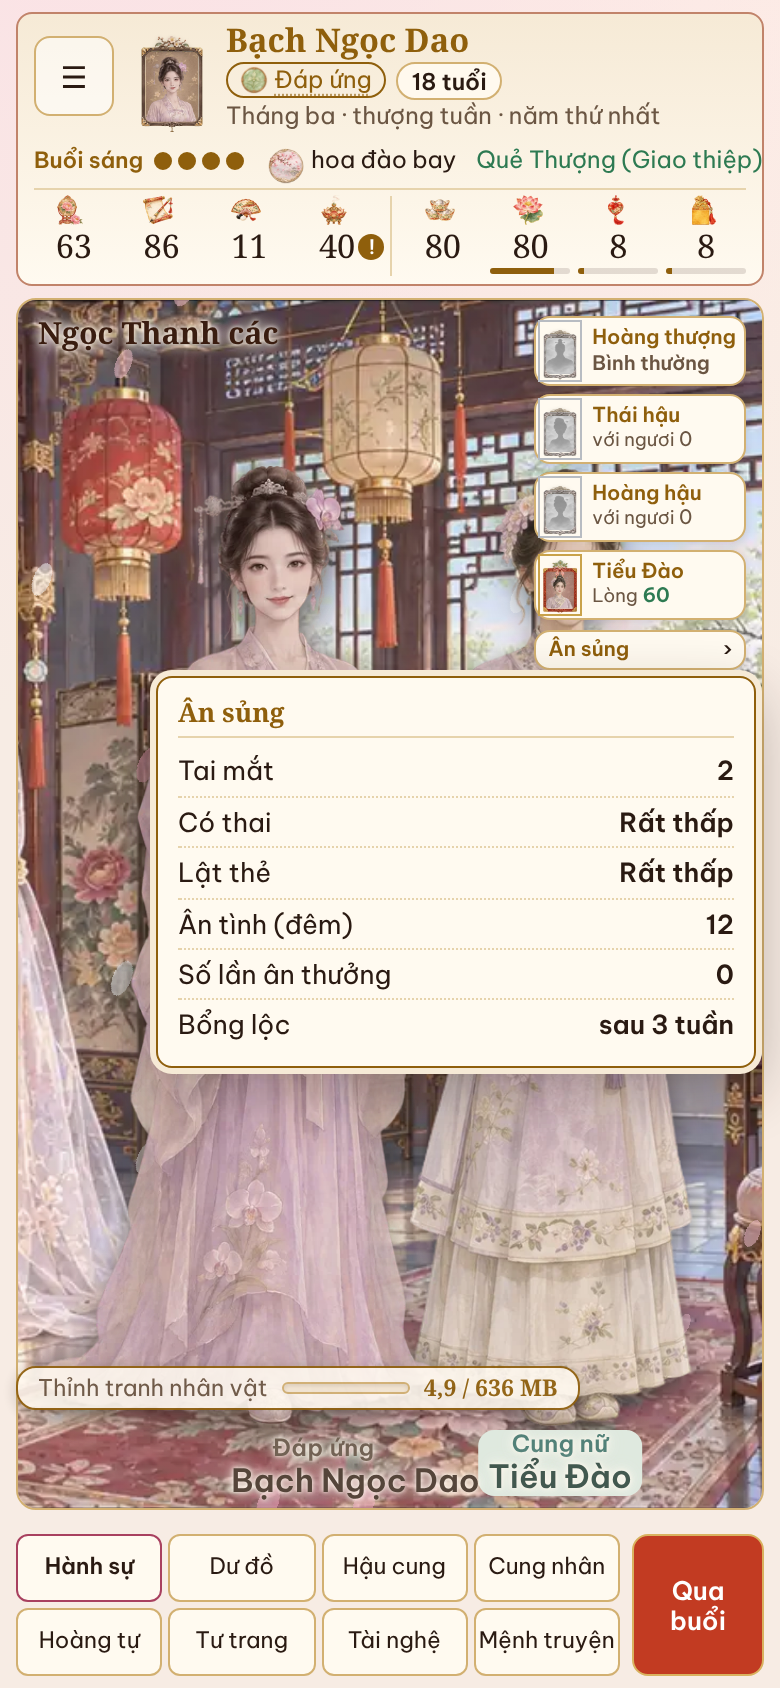 ☰
Bạch Ngọc Dao
Đáp ứng
18 tuổi
Tháng ba · thượng tuần · năm thứ nhất
Buổi sáng
hoa đào bay
Quẻ Thượng (Giao thiệp)
63 86 11 40 ! 80 80 8 8
Ngọc Thanh các
Hoàng thượng
Bình thường
Thái hậu
với ngươi 0
Hoàng hậu
với ngươi 0
Tiểu Đào
Lòng 60
Ân sủng ›
Ân sủng
Tai mắt 2
Có thai Rất thấp
Lật thẻ Rất thấp
Ân tình (đêm) 12
Số lần ân thưởng 0
Bổng lộc sau 3 tuần
Thỉnh tranh nhân vật 4,9 / 636 MB
Đáp ứng
Bạch Ngọc Dao
Cung nữ
Tiểu Đào
Hành sự Dư đồ Hậu cung Cung nhân
Hoàng tự Tư trang Tài nghệ Mệnh truyện
Qua
buổi